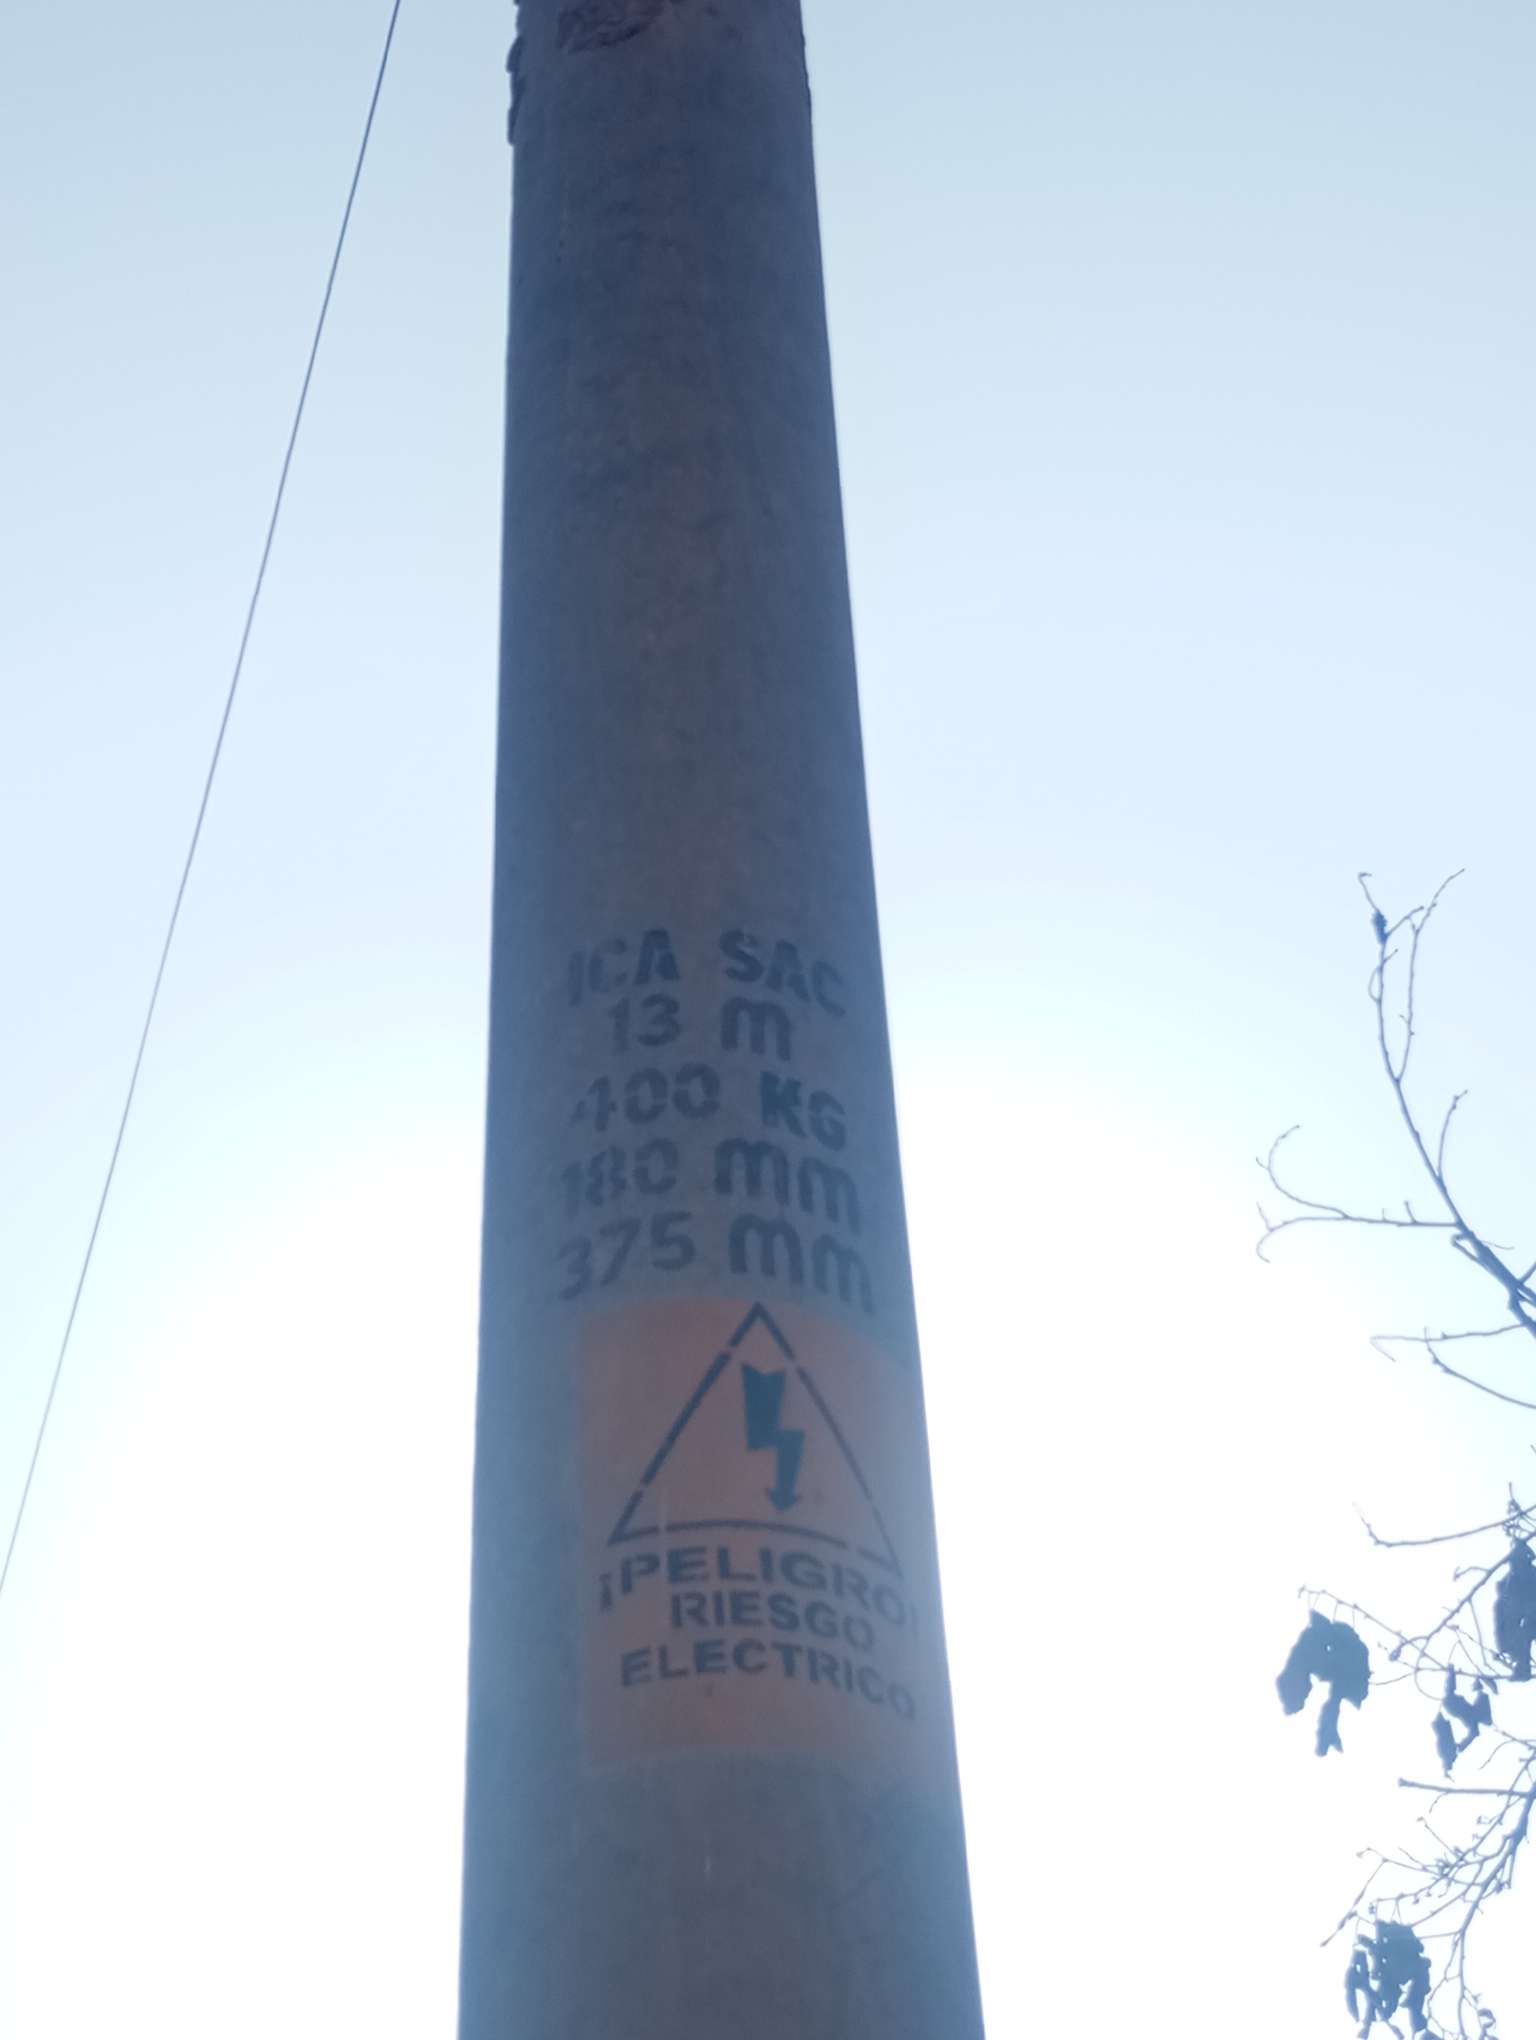 ICA SAC
13 m
400 KG
180 mm
375 mm
¡PELIGRO!
RIESGO
ELECTRICO